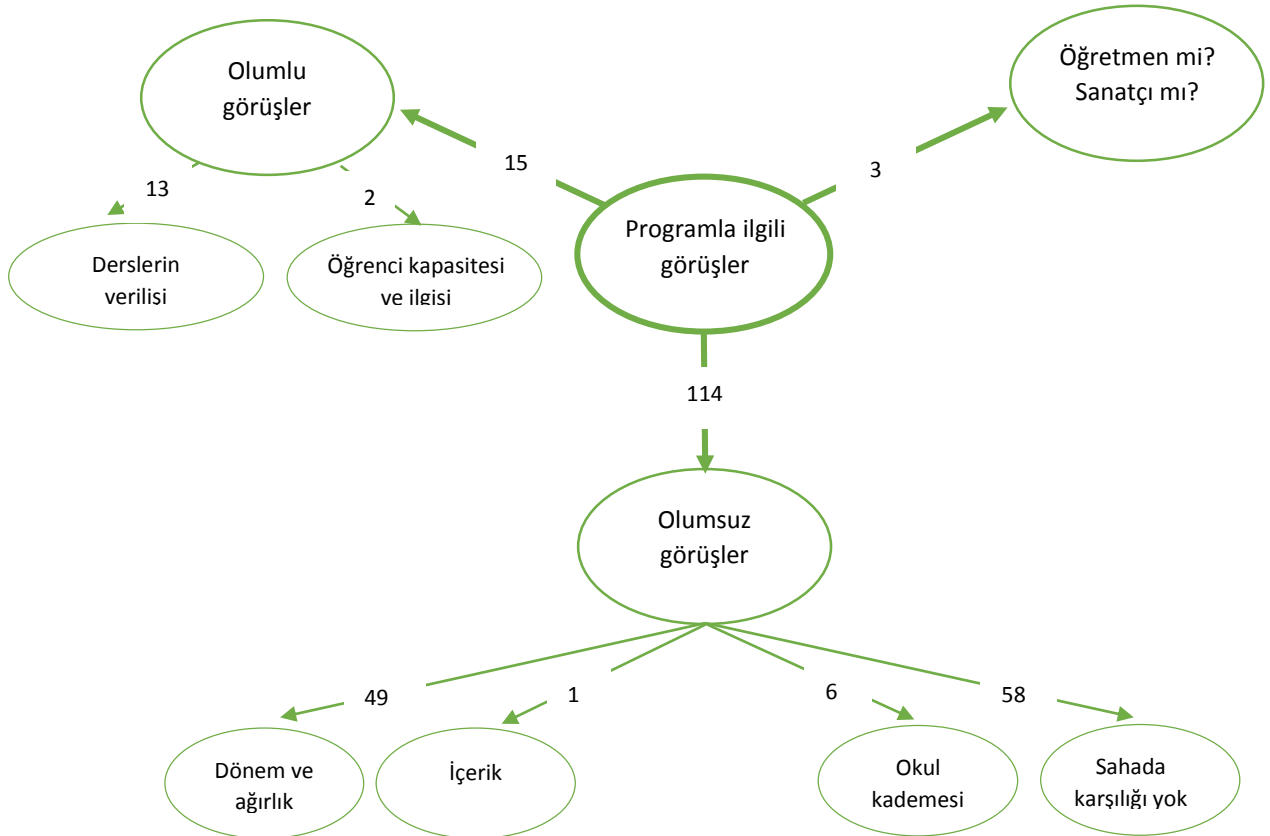 Olumlu
görüşler
Öğretmen mi?
Sanatçı mı?
15
3
13
2
Programla ilgili
görüşler
Derslerin
verilişi
Öğrenci kapasitesi
ve ilgisi
114
Olumsuz
görüşler
49
1
6
58
Dönem ve
ağırlık
İçerik
Okul
kademesi
Sahada
karşılığı yok